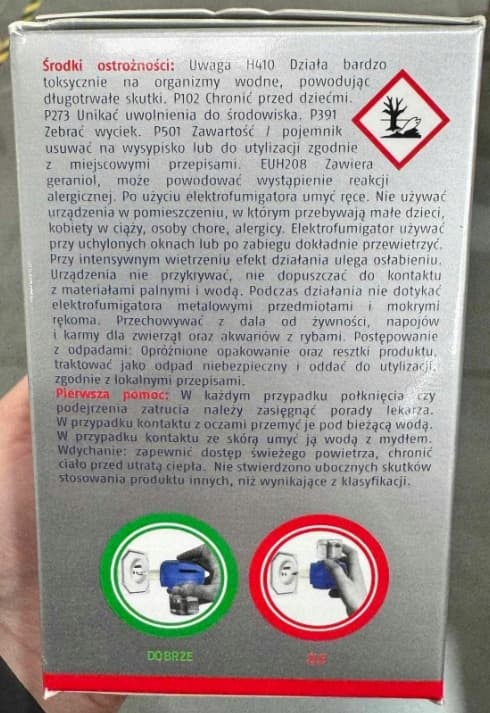 Środki ostrożności: Uwaga H410 Działa bardzo
toksycznie na organizmy wodne, powodując
długotrwałe skutki. P102 Chronić przed dziećmi.
P273 Unikać uwolnienia do środowiska. P391
Zebrać wyciek. P501 Zawartość / pojemnik
usuwać na wysypisko lub do utylizacji zgodnie
z miejscowymi przepisami. EUH208 Zawiera
geraniol, może powodować wystąpienie reakcji
alergicznej. Po użyciu elektrofumigatora umyć ręce. Nie używać
urządzenia w pomieszczeniu, w którym przebywają małe dzieci,
kobiety w ciąży, osoby chore, alergicy. Elektrofumigator używać
przy uchylonych oknach lub po zabiegu dokładnie przewietrzyć.
Przy intensywnym wietrzeniu efekt działania ulega osłabieniu.
Urządzenia nie przykrywać, nie dopuszczać do kontaktu
z materiałami palnymi i wodą. Podczas działania nie dotykać
elektrofumigatora metalowymi przedmiotami i mokrymi
rękoma. Przechowywać z dala od żywności, napojów
i karmy dla zwierząt oraz akwariów z rybami. Postępowanie
z odpadami: Opróżnione opakowanie oraz resztki produktu,
traktować jako odpad niebezpieczny i oddać do utylizacji,
zgodnie z lokalnymi przepisami.
Pierwsza pomoc: W każdym przypadku połknięcia czy
podejrzenia zatrucia należy zasięgnąć porady lekarza.
W przypadku kontaktu z oczami przemyć je pod bieżącą wodą.
W przypadku kontaktu ze skórą umyć ją wodą z mydłem.
Wdychanie: zapewnić dostęp świeżego powietrza, chronić
ciało przed utratą ciepła. Nie stwierdzono ubocznych skutków
stosowania produktu innych, niż wynikające z klasyfikacji.
DOBRZE
ŹLE